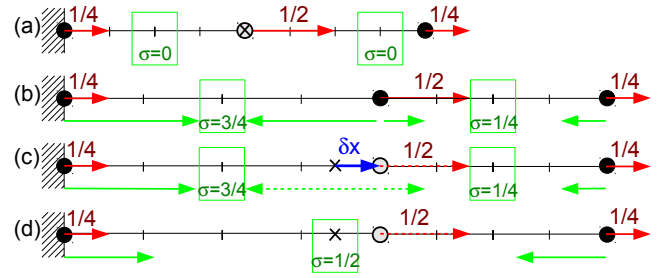 (a) 1/4 σ=0 1/2 σ=0 1/4
(b) 1/4 σ=3/4 1/2 σ=1/4 1/4
(c) 1/4 σ=3/4 δx 1/2 σ=1/4 1/4
(d) 1/4 σ=1/2 1/2 1/4